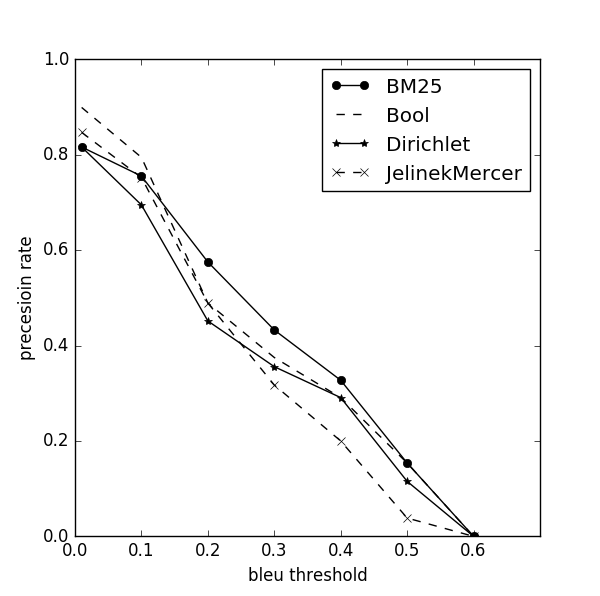 1.0
0.8
0.6
0.4
0.2
0.0
precesioin rate
BM25
Bool
Dirichlet
JelinekMercer
0.0 0.1 0.2 0.3 0.4 0.5 0.6
bleu threshold